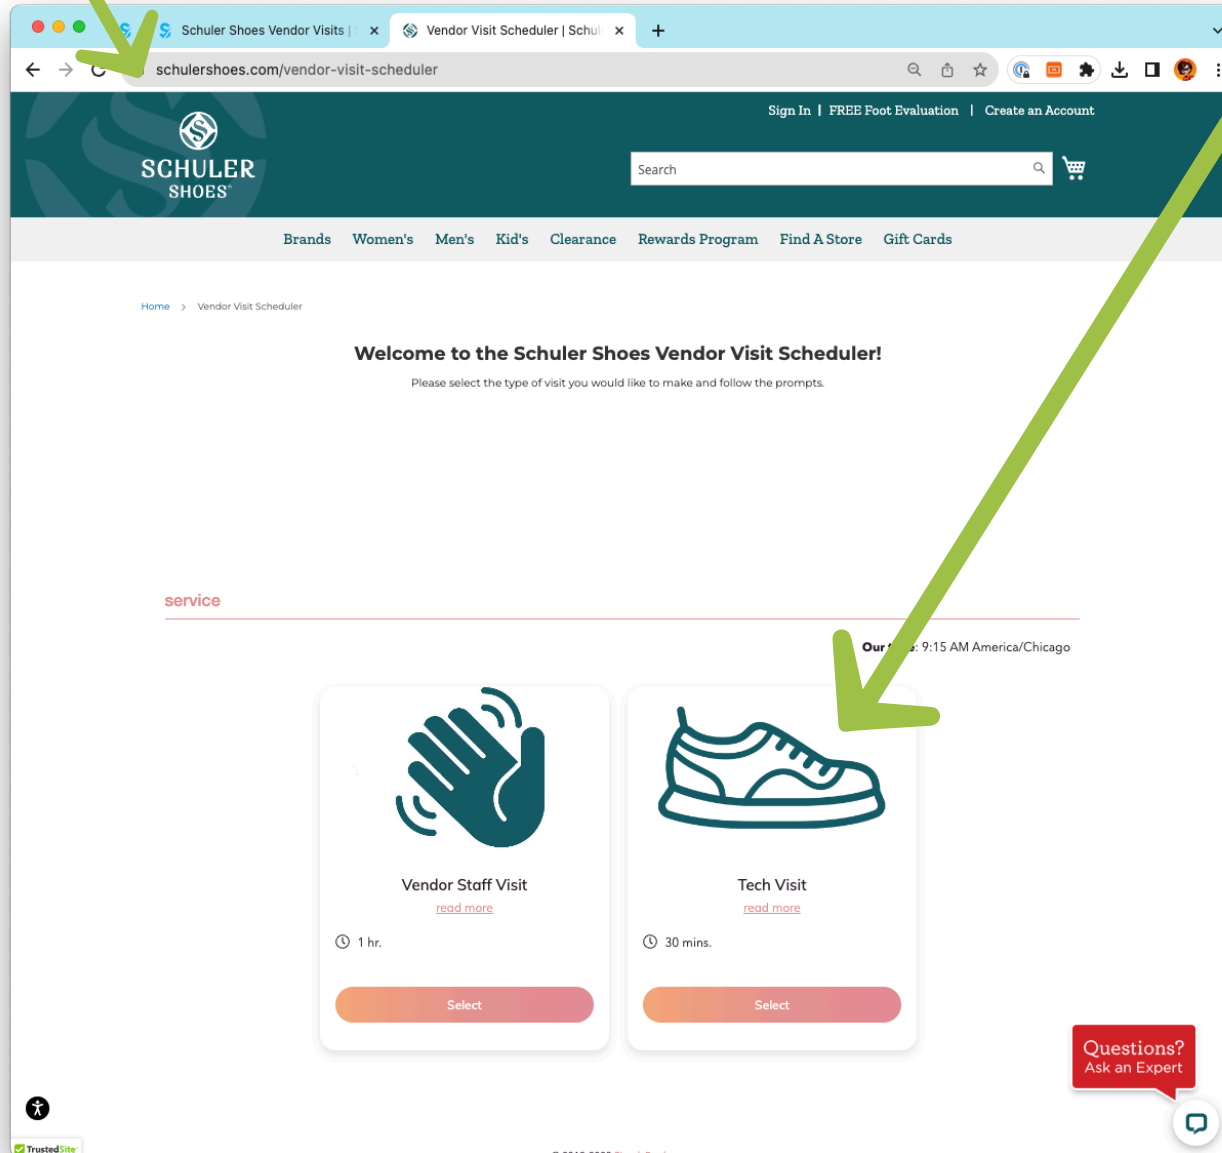 Schuler Shoes Vendor Visits |
Vendor Visit Scheduler | Schul
schulershoes.com/vendor-visit-scheduler
Sign In | FREE Foot Evaluation | Create an Account
SCHULER
SHOES
Search
Brands Women's Men's Kid's Clearance Rewards Program Find A Store Gift Cards
Home > Vendor Visit Scheduler
Welcome to the Schuler Shoes Vendor Visit Scheduler!
Please select the type of visit you would like to make and follow the prompts.
service
Our : 9:15 AM America/Chicago
Vendor Staff Visit
read more
1 hr.
Select
Tech Visit
read more
30 mins.
Select
Questions?
Ask an Expert
TrustedSite